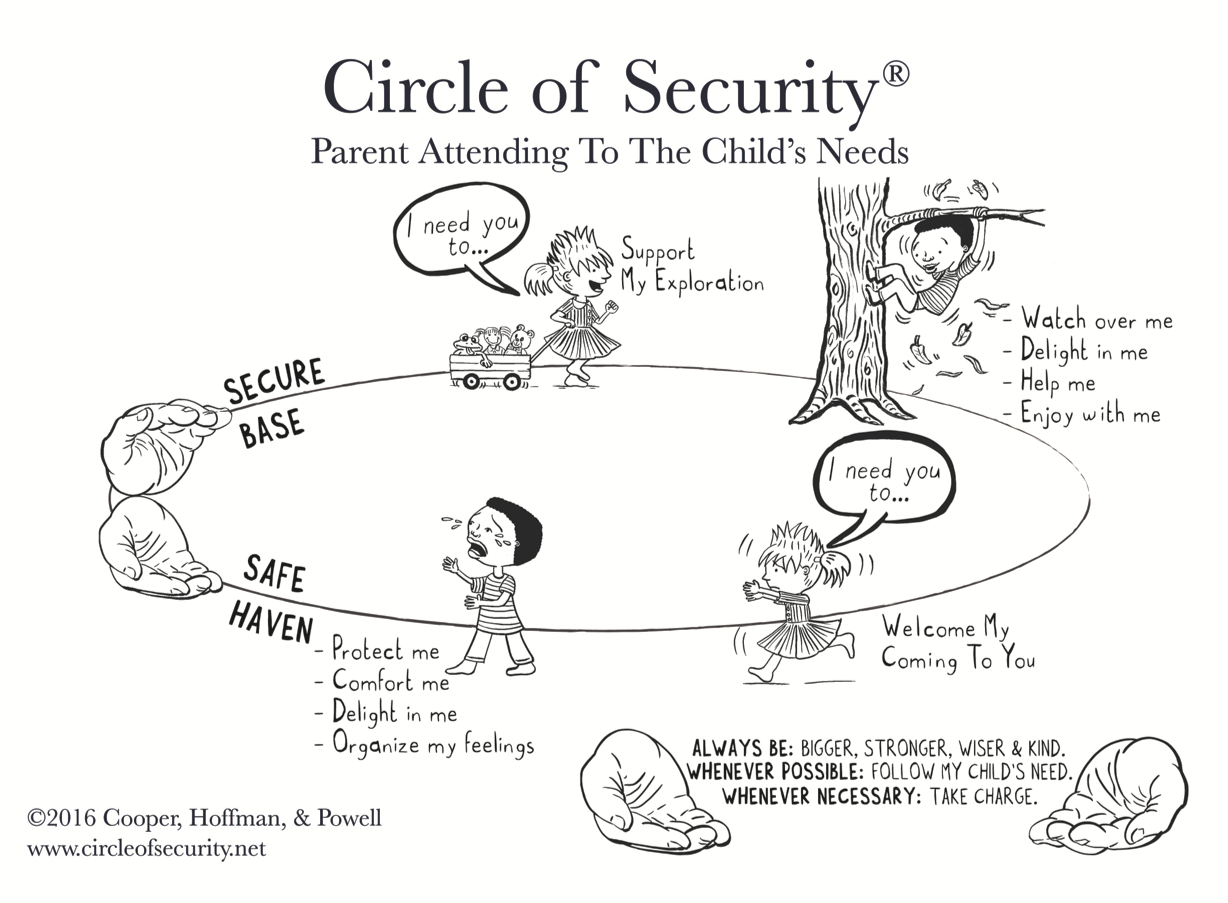 Circle of Security®
Parent Attending To The Child's Needs
I need you
to...
Support
My Exploration
- Watch over me
- Delight in me
- Help me
- Enjoy with me
SECURE
BASE
I need you
to...
SAFE
HAVEN
Welcome My
Coming To You
- Protect me
- Comfort me
- Delight in me
- Organize my feelings
ALWAYS BE: BIGGER, STRONGER, WISER & KIND.
WHENEVER POSSIBLE: FOLLOW MY CHILD'S NEED.
WHENEVER NECESSARY: TAKE CHARGE.
©2016 Cooper, Hoffman, & Powell
www.circleofsecurity.net